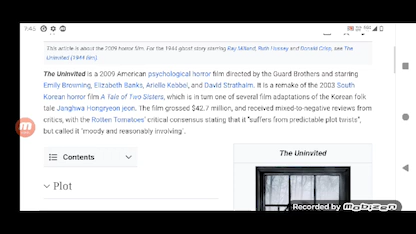 7:45
This article is about the 2009 horror film. For the 1944 ghost story starring Ray Milland, Ruth Hussey and Donald Crisp, see The
Uninvited (1944 film).
The Uninvited is a 2009 American psychological horror film directed by the Guard Brothers and starring
Emily Browning, Elizabeth Banks, Arielle Kebbel, and David Strathairn. It is a remake of the 2003 South
Korean horror film A Tale of Two Sisters, which is in turn one of several film adaptations of the Korean folk
tale Janghwa Hongryeon jeon. The film grossed $42.7 million, and received mixed-to-negative reviews from
critics, with the Rotten Tomatoes' critical consensus stating that it "suffers from predictable plot twists",
but called it "moody and reasonably involving".
Contents
The Uninvited
Plot
Recorded by mobizen